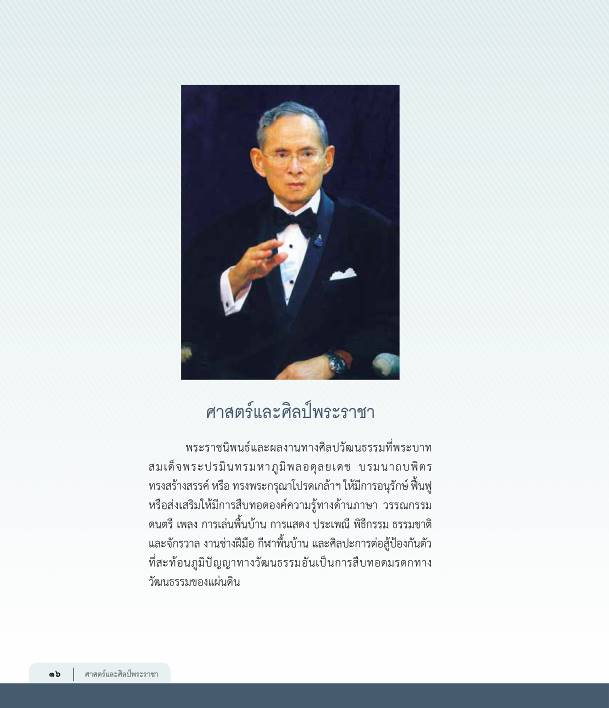 ศาสตร์และศิลป์พระราชา
พระราชนิพนธ์และผลงานทางศิลปวัฒนธรรมที่พระบาท
สมเด็จพระปรมินทรมหาภูมิพลอดุลยเดช บรมนาถบพิตร
ทรงสร้างสรรค์ หรือ ทรงพระกรุณาโปรดเกล้าฯ ให้มีการอนุรักษ์ ฟื้นฟู
หรือส่งเสริมให้มีการสืบทอดองค์ความรู้ทางด้านภาษา วรรณกรรม
ดนตรี เพลง การเล่นพื้นบ้าน การแสดง ประเพณี พิธีกรรม ธรรมชาติ
และจักรวาล งานช่างฝีมือ กีฬาพื้นบ้าน และศิลปะการต่อสู้ป้องกันตัว
ที่สะท้อนภูมิปัญญาทางวัฒนธรรมอันเป็นการสืบทอดมรดกทาง
วัฒนธรรมของแผ่นดิน
๑๖ ศาสตร์และศิลป์พระราชา